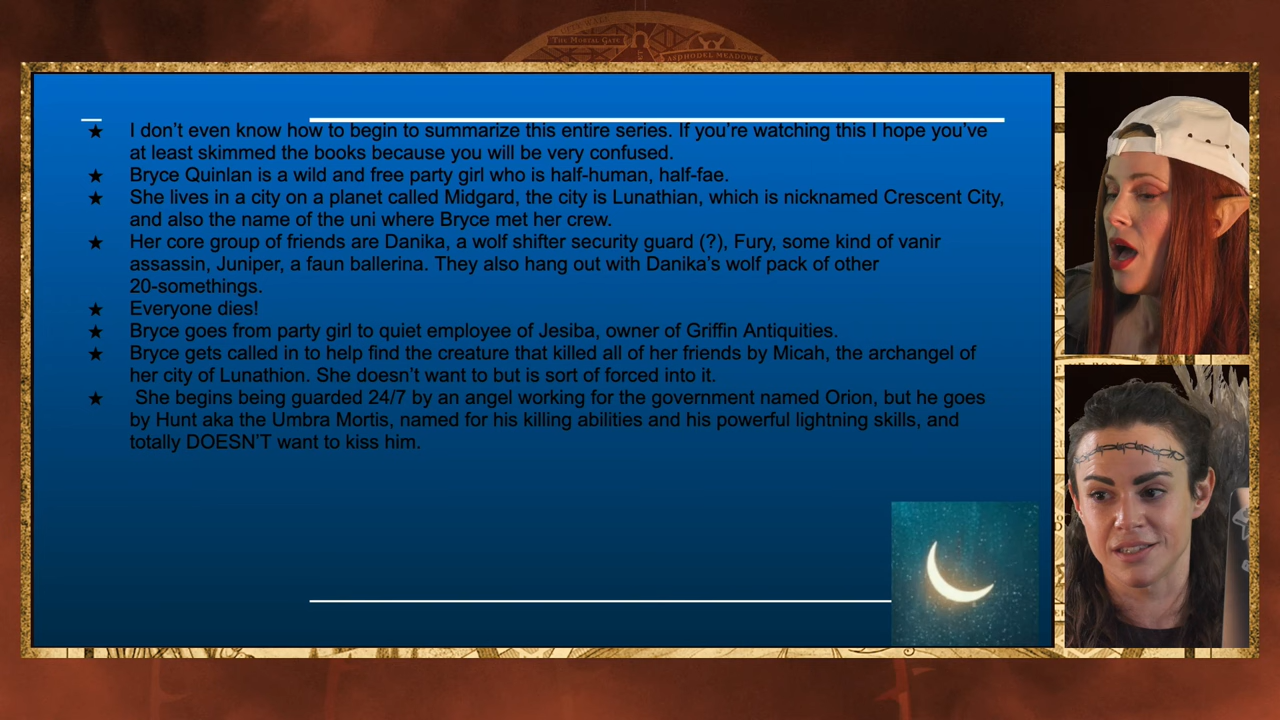 THE MORTAL GATE
ASPHODEL MEADOWS
★ I don't even know how to begin to summarize this entire series. If you're watching this I hope you've
at least skimmed the books because you will be very confused.
★ Bryce Quinlan is a wild and free party girl who is half-human, half-fae.
★ She lives in a city on a planet called Midgard, the city is Lunathian, which is nicknamed Crescent City,
and also the name of the uni where Bryce met her crew.
★ Her core group of friends are Danika, a wolf shifter security guard (?), Fury, some kind of vanir
assassin, Juniper, a faun ballerina. They also hang out with Danika's wolf pack of other
20-somethings.
★ Everyone dies!
★ Bryce goes from party girl to quiet employee of Jesiba, owner of Griffin Antiquities.
★ Bryce gets called in to help find the creature that killed all of her friends by Micah, the archangel of
her city of Lunathion. She doesn't want to but is sort of forced into it.
★ She begins being guarded 24/7 by an angel working for the government named Orion, but he goes
by Hunt aka the Umbra Mortis, named for his killing abilities and his powerful lightning skills, and
totally DOESN'T want to kiss him.